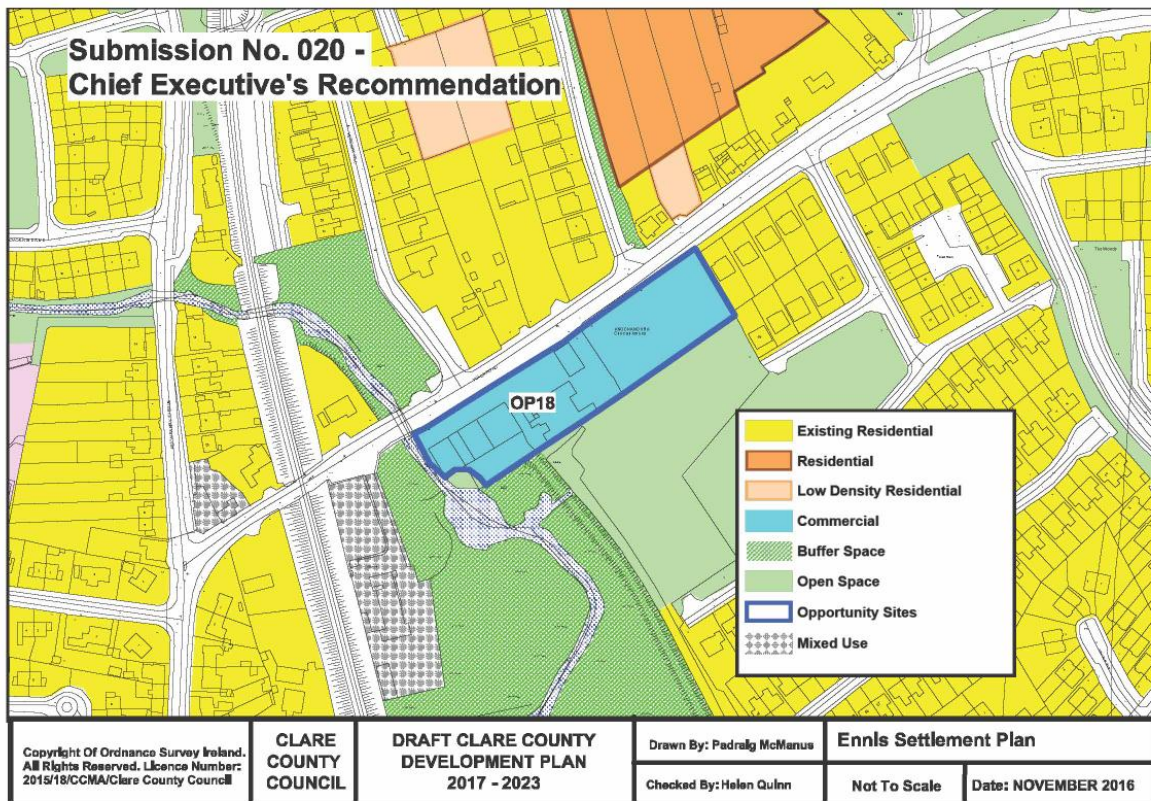 Submission No. 020 -
Chief Executive's Recommendation
OP18
Existing Residential
Residential
Low Density Residential
Commercial
Buffer Space
Open Space
Opportunity Sites
Mixed Use
Copyright Of Ordnance Survey Ireland.
All Rights Reserved. Licence Number:
2015/18/CCMA/Clare County Council
CLARE
COUNTY
COUNCIL
DRAFT CLARE COUNTY
DEVELOPMENT PLAN
2017 - 2023
Drawn By: Padraig McManus
Checked By: Helen Quinn
Ennis Settlement Plan
Not To Scale
Date: NOVEMBER 2016